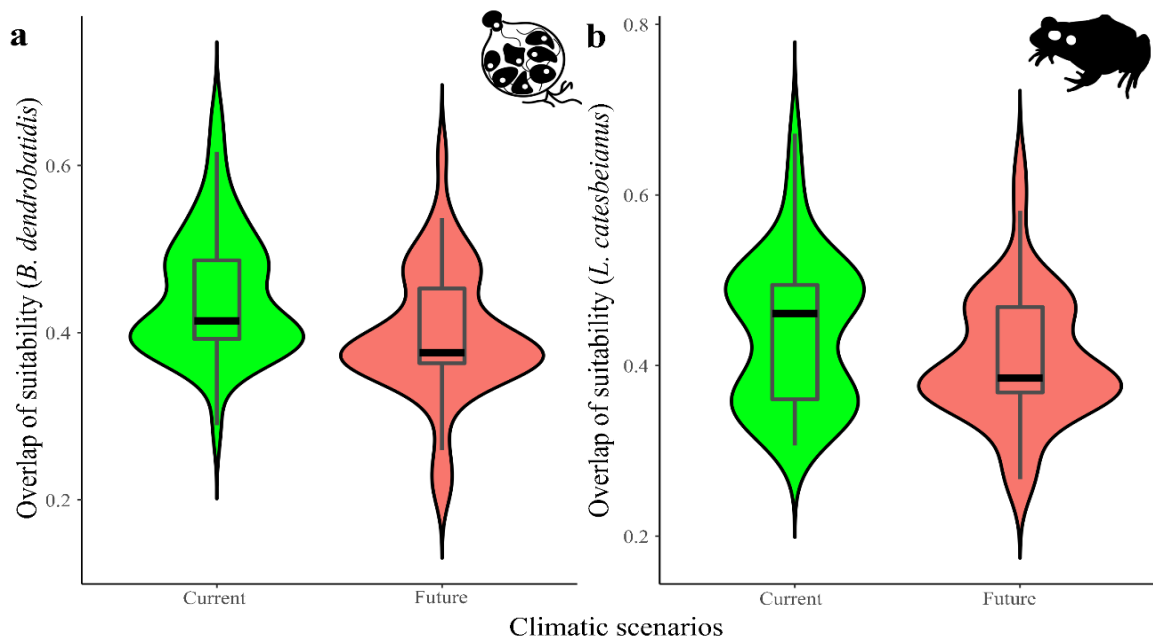 a
Overlap of suitability (B. dendrobatidis)
0.6
0.4
0.2
Current
Future
b
Overlap of suitability (L. catesbeianus)
0.8
0.6
0.4
0.2
Current
Future
Climatic scenarios